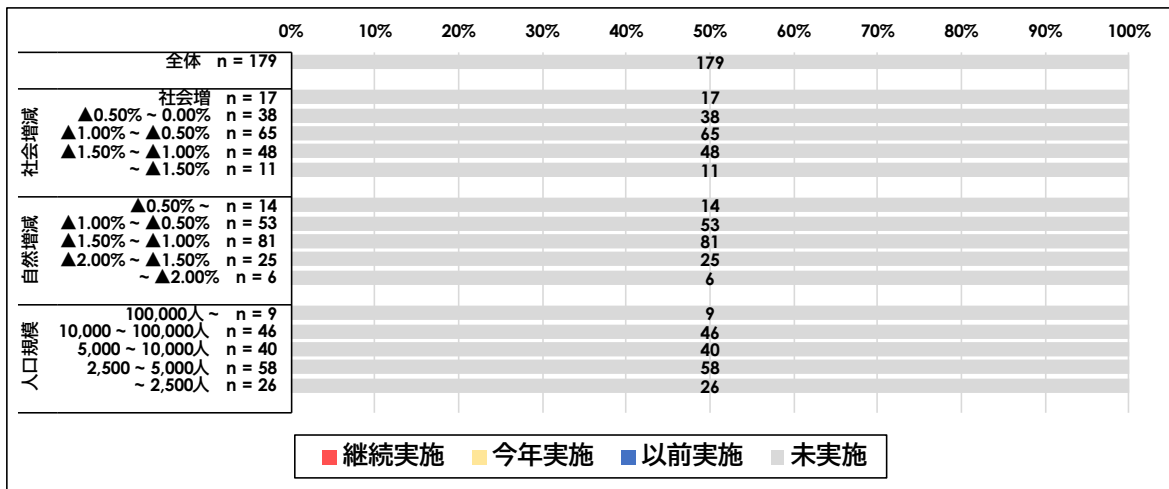 0% 10% 20% 30% 40% 50% 60% 70% 80% 90% 100%
全体 n = 179 179
社会増減
社会増 n = 17 17
▲0.50% ~ 0.00% n = 38 38
▲1.00% ~ ▲0.50% n = 65 65
▲1.50% ~ ▲1.00% n = 48 48
~ ▲1.50% n = 11 11
自然増減
▲0.50% ~ n = 14 14
▲1.00% ~ ▲0.50% n = 53 53
▲1.50% ~ ▲1.00% n = 81 81
▲2.00% ~ ▲1.50% n = 25 25
~ ▲2.00% n = 6 6
人口規模
100,000人 ~ n = 9 9
10,000 ~ 100,000人 n = 46 46
5,000 ~ 10,000人 n = 40 40
2,500 ~ 5,000人 n = 58 58
~ 2,500人 n = 26 26
継続実施 今年実施 以前実施 未実施